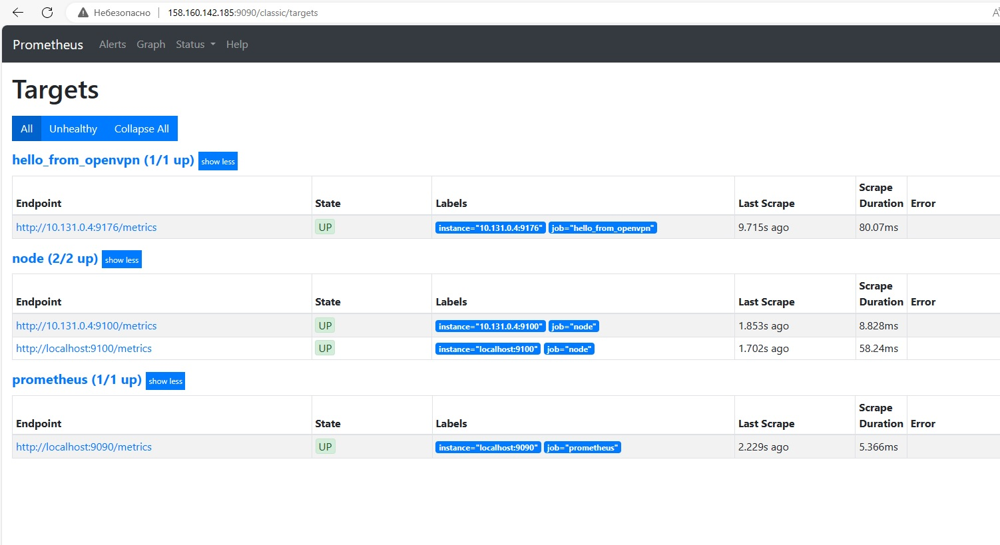 Небезопасно 158.160.142.185:9090/classic/targets
Prometheus Alerts Graph Status Help
Targets
All Unhealthy Collapse All
hello_from_openvpn (1/1 up) show less
Endpoint State Labels Last Scrape Scrape Duration Error
http://10.131.0.4:9176/metrics UP instance="10.131.0.4:9176" job="hello_from_openvpn" 9.715s ago 80.07ms
node (2/2 up) show less
Endpoint State Labels Last Scrape Scrape Duration Error
http://10.131.0.4:9100/metrics UP instance="10.131.0.4:9100" job="node" 1.853s ago 8.828ms
http://localhost:9100/metrics UP instance="localhost:9100" job="node" 1.702s ago 58.24ms
prometheus (1/1 up) show less
Endpoint State Labels Last Scrape Scrape Duration Error
http://localhost:9090/metrics UP instance="localhost:9090" job="prometheus" 2.229s ago 5.366ms